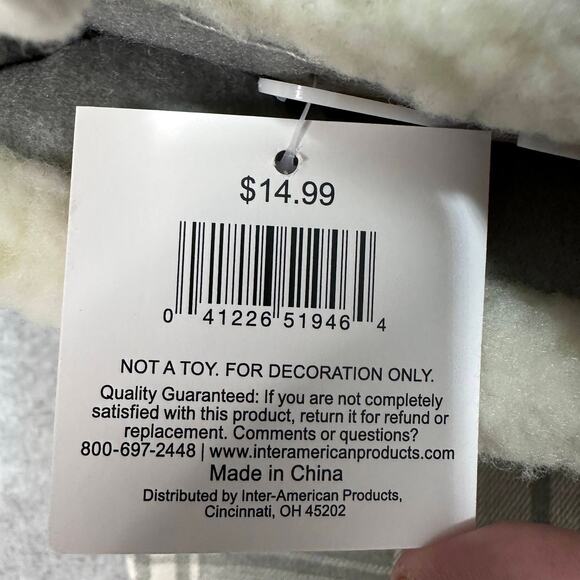 $14.99
0 41226 51946 4
NOT A TOY. FOR DECORATION ONLY.
Quality Guaranteed: If you are not completely
satisfied with this product, return it for refund or
replacement. Comments or questions?
800-697-2448 | www.interamericanproducts.com
Made in China
Distributed by Inter-American Products,
Cincinnati, OH 45202